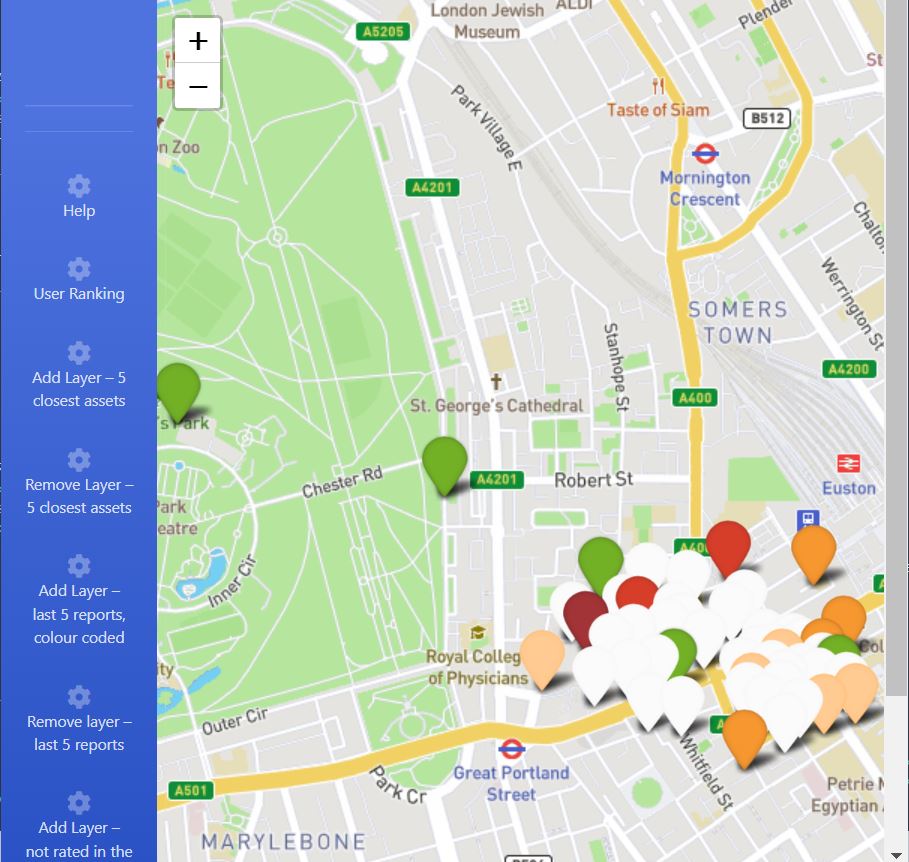 Help
User Ranking
Add Layer – 5
closest assets
Remove Layer –
5 closest assets
Add Layer –
last 5 reports,
colour coded
Remove layer –
last 5 reports
Add Layer –
not rated in the
+
−
London Jewish
Museum
ALDI
Plender
A5205
St
Te
Taste of Siam
B512
on Zoo
Park Village E
Mornington
Crescent
A4201
Chalton
Werrington St
SOMERS
TOWN
Stanhope St
A4200
A400
St. George's Cathedral
's Park
Chester Rd
A4201
Robert St
Euston
Park
eatre
A400
Inner Cir
Royal Colleg
of Physicians
Col
ity
Outer Cir
A
Whitfield St
Great Portland
Street
A501
Park Cr
Petrie M
Egyptian A
MARYLEBONE